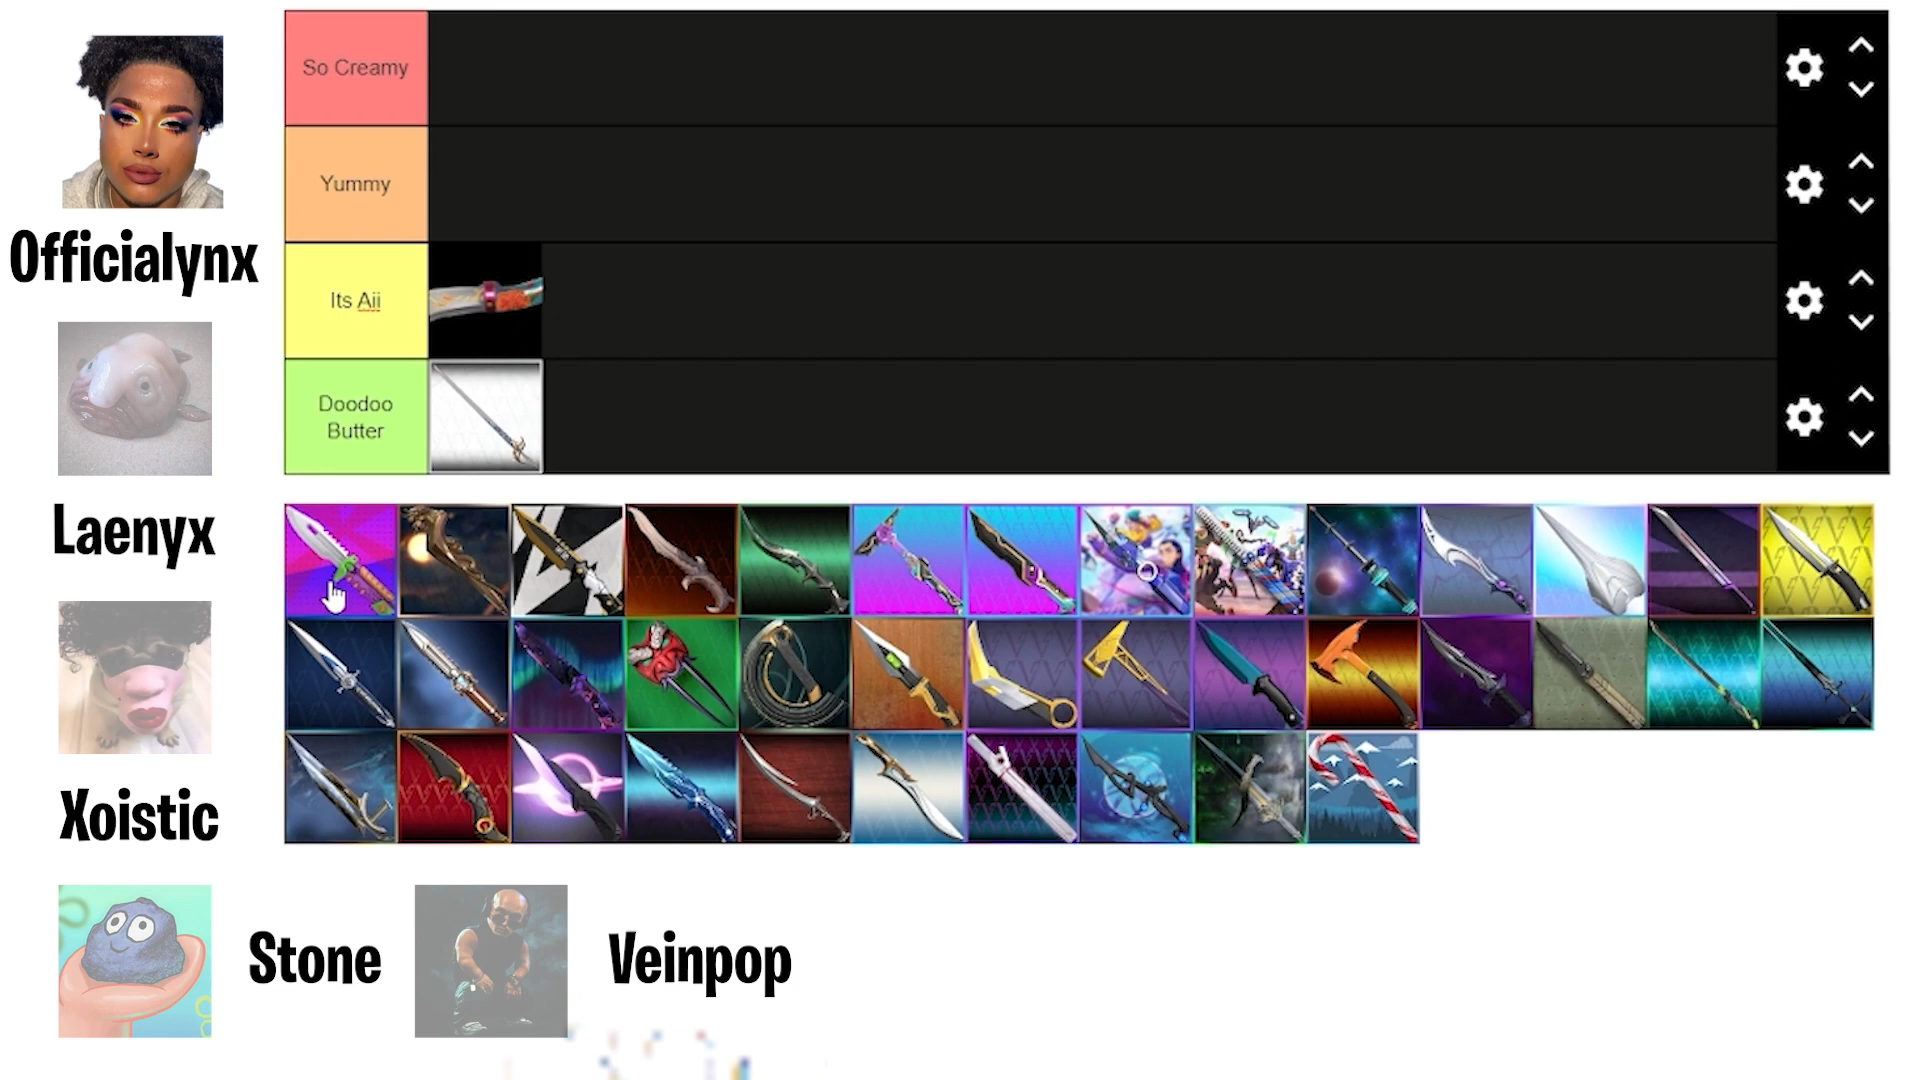 So Creamy
Yummy
Officialynx
Its Aii
Doodoo
Butter
Laenyx
Xoistic
Stone
Veinpop